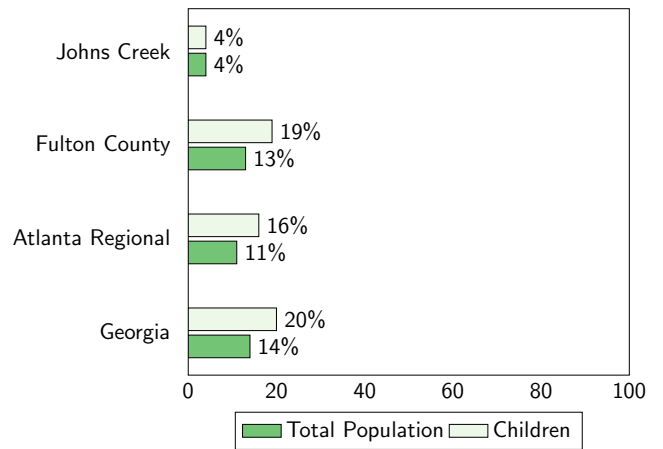 Johns Creek
4%
4%
Fulton County
19%
13%
Atlanta Regional
16%
11%
Georgia
20%
14%
0 20 40 60 80 100
Total Population Children